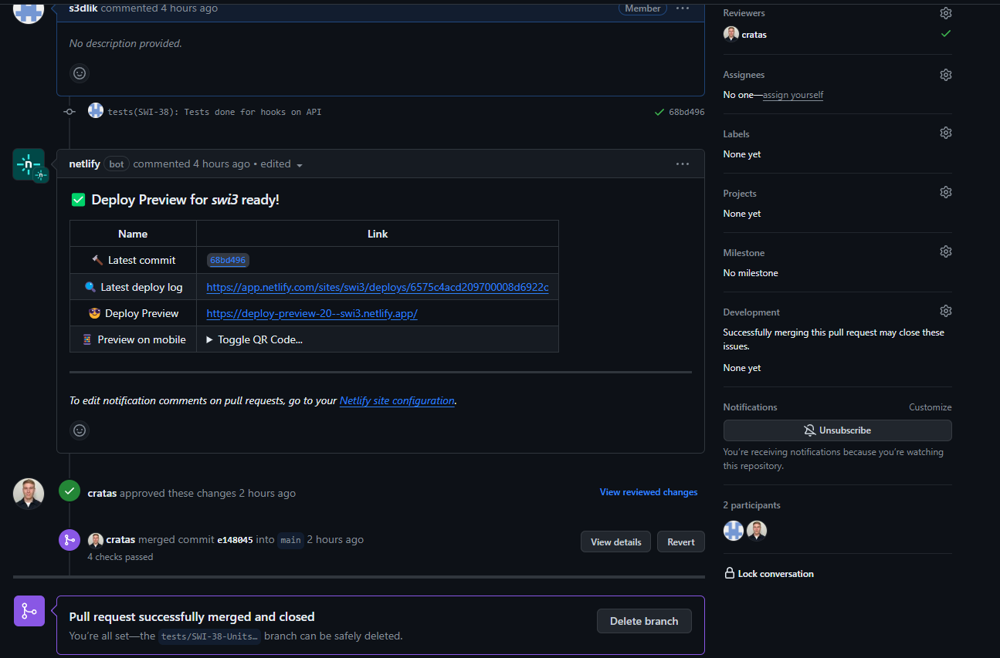 s3dlik commented 4 hours ago Member
No description provided.
tests(SWI-38): Tests done for hooks on API 68bd496
netlify bot commented 4 hours ago • edited
Deploy Preview for swi3 ready!
Name Link
Latest commit 68bd496
Latest deploy log https://app.netlify.com/sites/swi3/deploys/6575c4acd209700008d6922c
Deploy Preview https://deploy-preview-20--swi3.netlify.app/
Preview on mobile Toggle QR Code...
To edit notification comments on pull requests, go to your Netlify site configuration.
cratas approved these changes 2 hours ago View reviewed changes
cratas merged commit e148045 into main 2 hours ago View details Revert
4 checks passed
Pull request successfully merged and closed
You're all set—the tests/SWI-38-Units… branch can be safely deleted. Delete branch
Reviewers
cratas
Assignees
No one—assign yourself
Labels
None yet
Projects
None yet
Milestone
No milestone
Development
Successfully merging this pull request may close these
issues.
None yet
Notifications Customize
Unsubscribe
You're receiving notifications because you're watching
this repository.
2 participants
Lock conversation